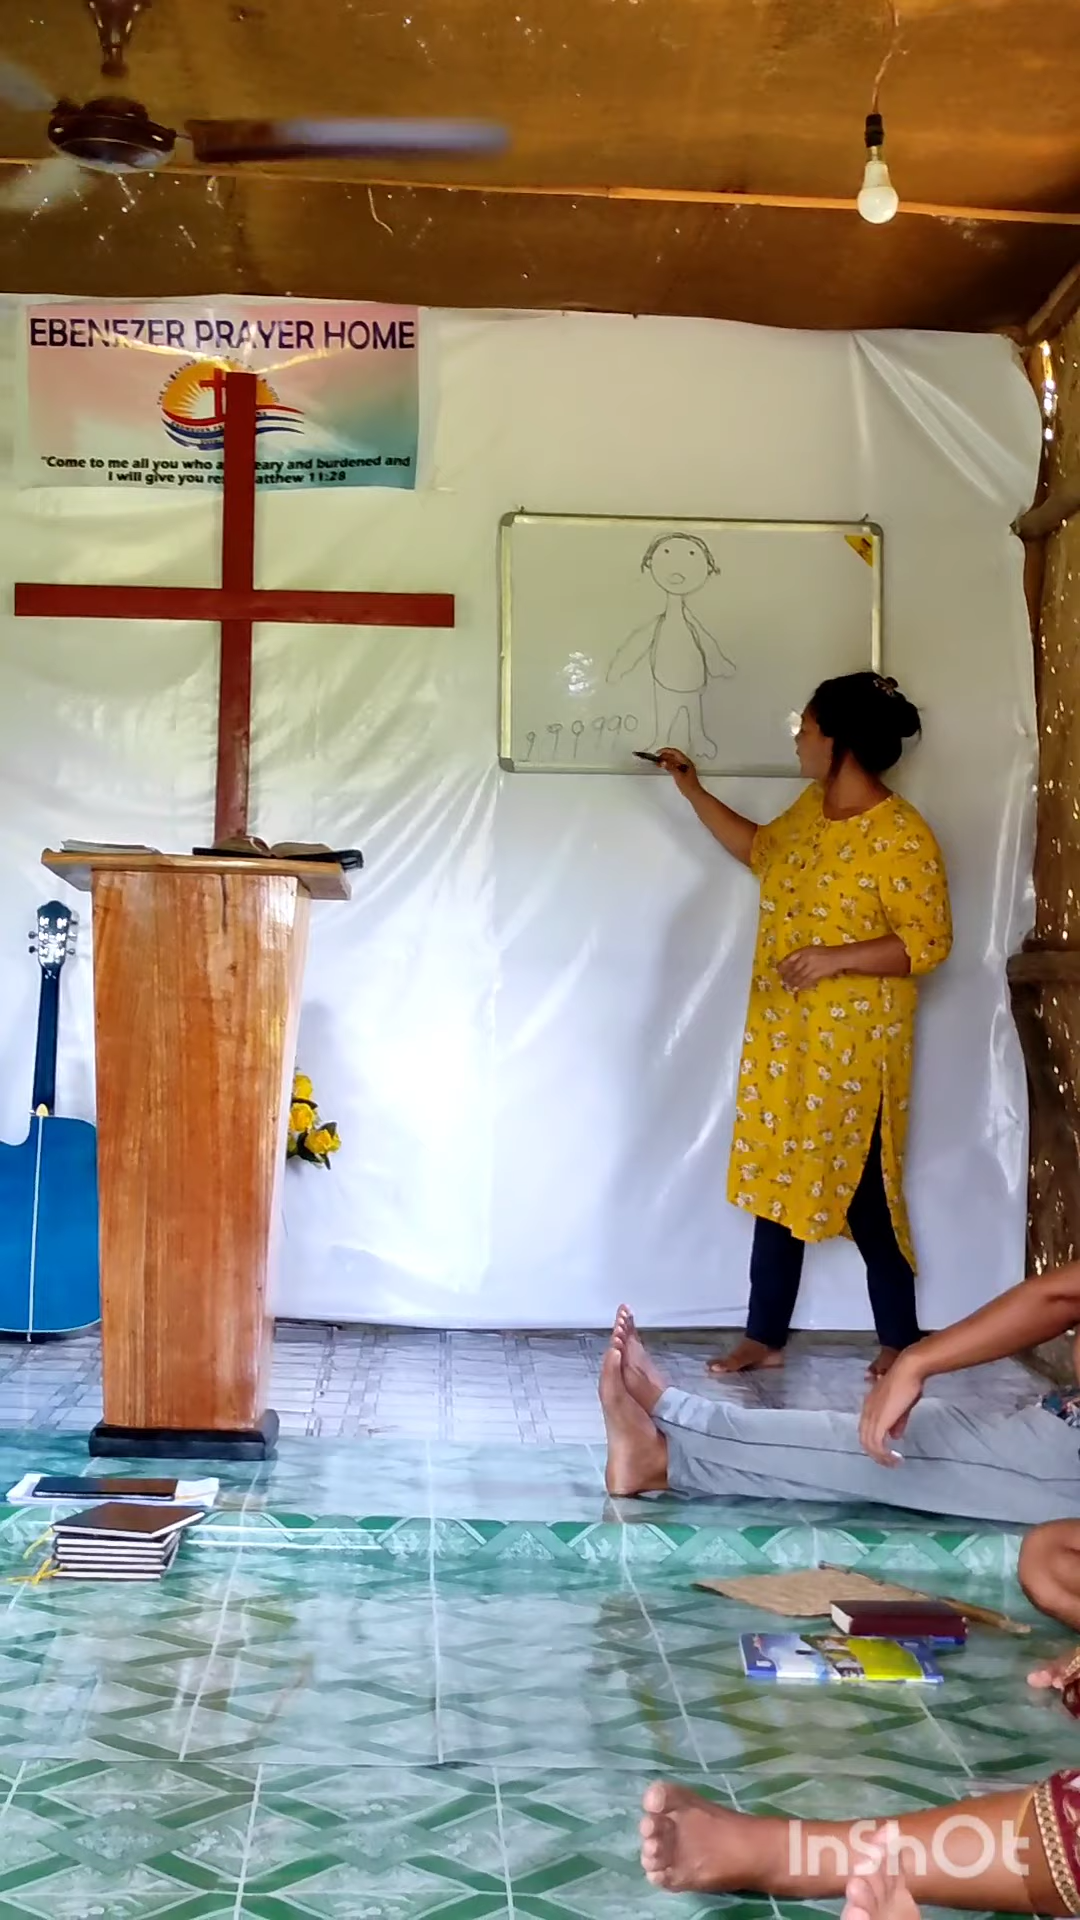 EBENEZER PRAYER HOME
"Come to me all you who a eary and burdened and
I will give you res atthew 11:28
InShOt